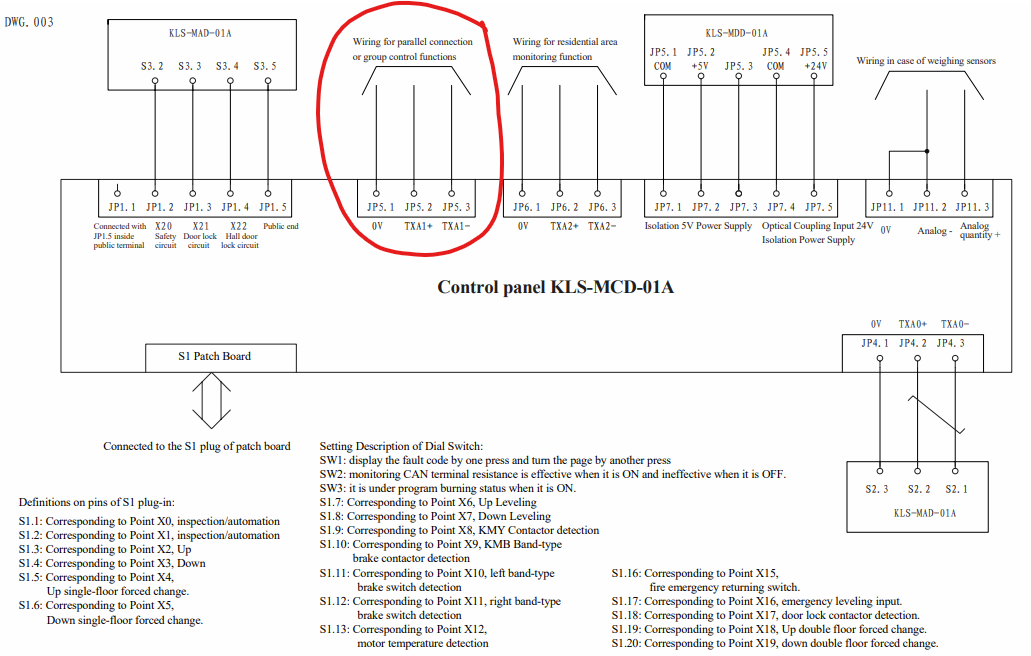 DWG. 003
KLS-MAD-01A
S3.2 S3.3 S3.4 S3.5
Wiring for parallel connection
or group control functions
Wiring for residential area
monitoring function
KLS-MDD-01A
JP5.1 JP5.2 JP5.4 JP5.5
COM +5V JP5.3 COM +24V
Wiring in case of weighing sensors
JP1.1 JP1.2 JP1.3 JP1.4 JP1.5
JP5.1 JP5.2 JP5.3
JP6.1 JP6.2 JP6.3
JP7.1 JP7.2 JP7.3 JP7.4 JP7.5
JP11.1 JP11.2 JP11.3
Connected with
JP1.5 inside
public terminal
X20
Safety
circuit
X21
Door lock
circuit
X22
Hall door
lock circuit
Public end
0V TXA1+ TXA1-
0V TXA2+ TXA2-
Isolation 5V Power Supply
Optical Coupling Input 24V
Isolation Power Supply
0V
Analog -
Analog
quantity +
Control panel KLS-MCD-01A
0V TXA0+ TXA0-
JP4.1 JP4.2 JP4.3
S1 Patch Board
Connected to the S1 plug of patch board
S2.3 S2.2 S2.1
KLS-MAD-01A
Definitions on pins of S1 plug-in:
S1.1: Corresponding to Point X0, inspection/automation
S1.2: Corresponding to Point X1, inspection/automation
S1.3: Corresponding to Point X2, Up
S1.4: Corresponding to Point X3, Down
S1.5: Corresponding to Point X4,
Up single-floor forced change.
S1.6: Corresponding to Point X5,
Down single-floor forced change.
Setting Description of Dial Switch:
SW1: display the fault code by one press and turn the page by another press
SW2: monitoring CAN terminal resistance is effective when it is ON and ineffective when it is OFF.
SW3: it is under program burning status when it is ON.
S1.7: Corresponding to Point X6, Up Leveling
S1.8: Corresponding to Point X7, Down Leveling
S1.9: Corresponding to Point X8, KMY Contactor detection
S1.10: Corresponding to Point X9, KMB Band-type
brake contactor detection
S1.11: Corresponding to Point X10, left band-type
brake switch detection
S1.12: Corresponding to Point X11, right band-type
brake switch detection
S1.13: Corresponding to Point X12,
motor temperature detection
S1.16: Corresponding to Point X15,
fire emergency returning switch.
S1.17: Corresponding to Point X16, emergency leveling input.
S1.18: Corresponding to Point X17, door lock contactor detection.
S1.19: Corresponding to Point X18, Up double floor forced change.
S1.20: Corresponding to Point X19, down double floor forced change.